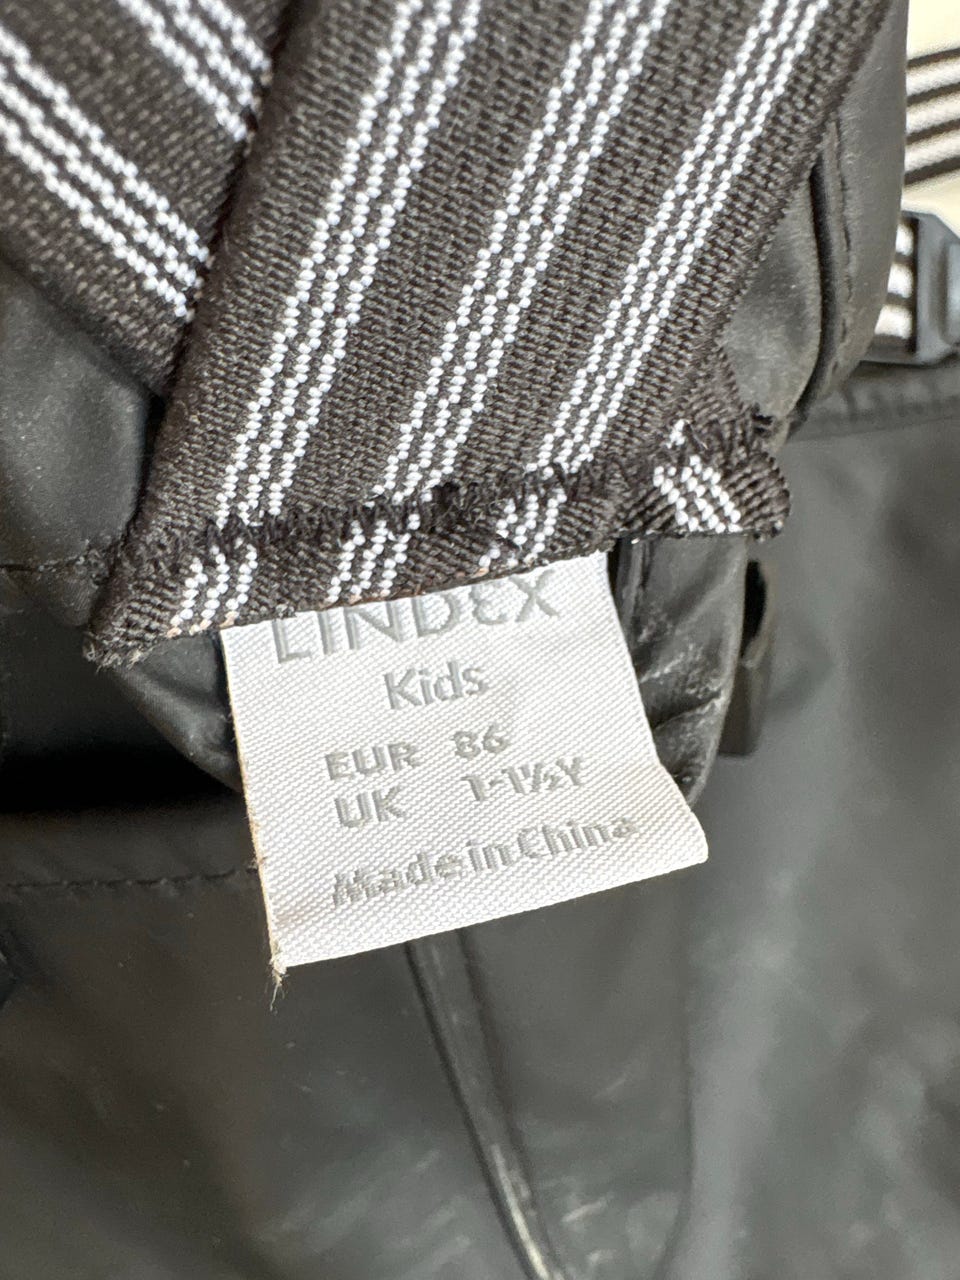 LINDEX
Kids
EUR 86
UK 1-1½Y
Made in China